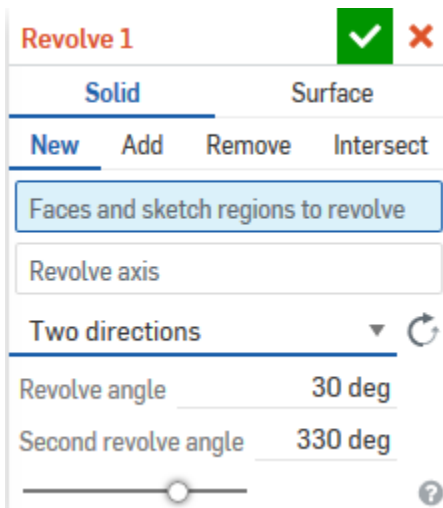 Revolve 1
Solid Surface
New Add Remove Intersect
Faces and sketch regions to revolve
Revolve axis
Two directions
Revolve angle 30 deg
Second revolve angle 330 deg
?